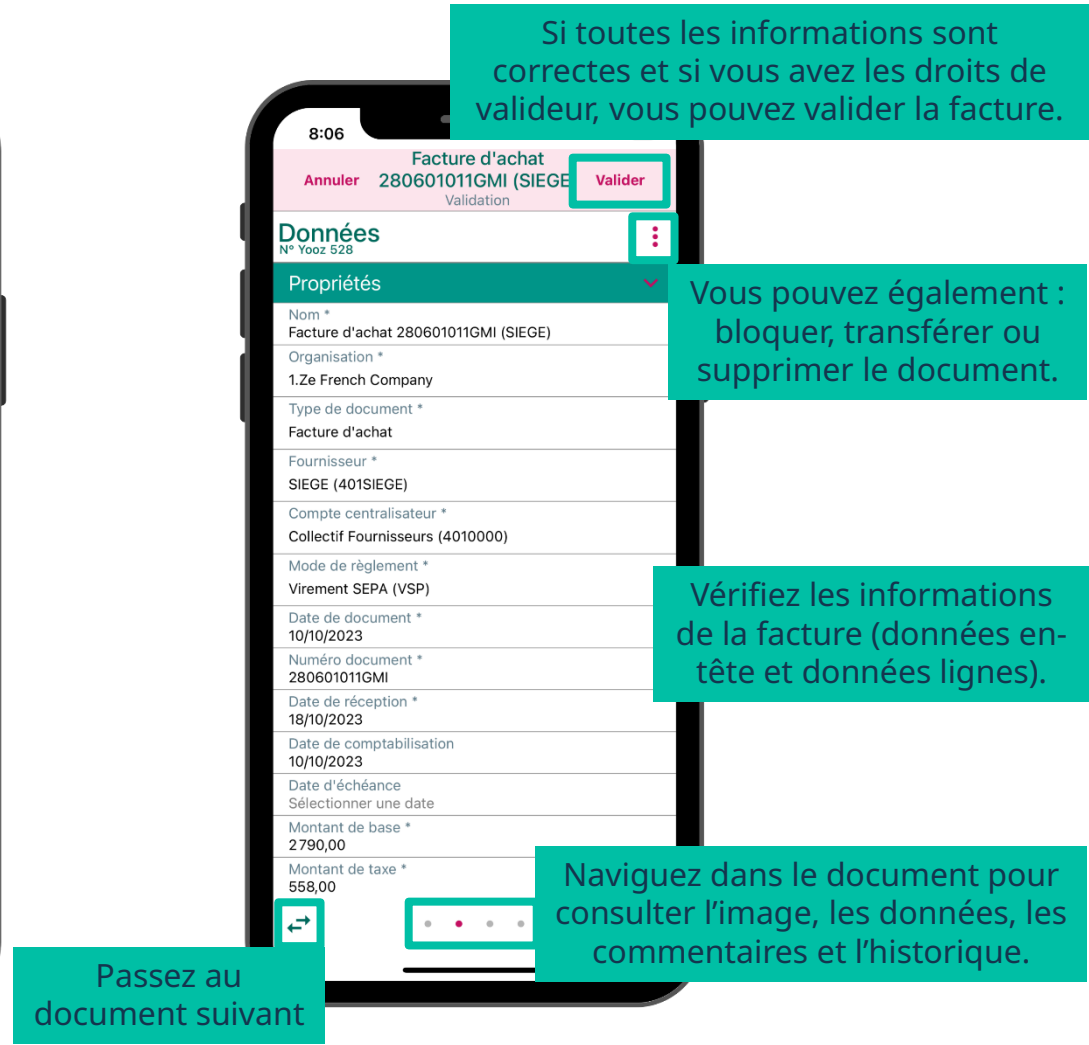 Si toutes les informations sont
correctes et si vous avez les droits de
valideur, vous pouvez valider la facture.
8:06
Annuler
Facture d'achat
280601011GMI (SIEGE
Validation
Valider
Données
N° Yooz 528
Propriétés
Vous pouvez également :
bloquer, transférer ou
supprimer le document.
Nom *
Facture d'achat 280601011GMI (SIEGE)
Organisation *
1.Ze French Company
Type de document *
Facture d'achat
Fournisseur *
SIEGE (401SIEGE)
Compte centralisateur *
Collectif Fournisseurs (4010000)
Mode de règlement *
Virement SEPA (VSP)
Vérifiez les informations
de la facture (données en-
tête et données lignes).
Date de document *
10/10/2023
Numéro document *
280601011GMI
Date de réception *
18/10/2023
Date de comptabilisation
10/10/2023
Date d'échéance
Sélectionner une date
Montant de base *
2 790,00
Montant de taxe *
558,00
Naviguez dans le document pour
consulter l’image, les données, les
commentaires et l’historique.
Passez au
document suivant